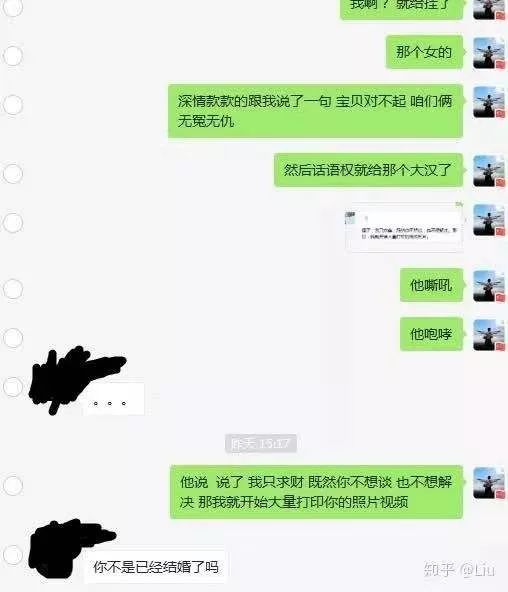 我啊？就给挂了
那个女的
深情款款的跟我说了一句 宝贝对不起 咱们俩
无冤无仇
然后话语权就给那个大汉了
他嘶吼
他咆哮
。。。
昨天 15:17
他说 说了 我只求财 既然你不想谈 也不想解
决 那我就开始大量打印你的照片视频
你不是已经结婚了吗
知乎 @Liu